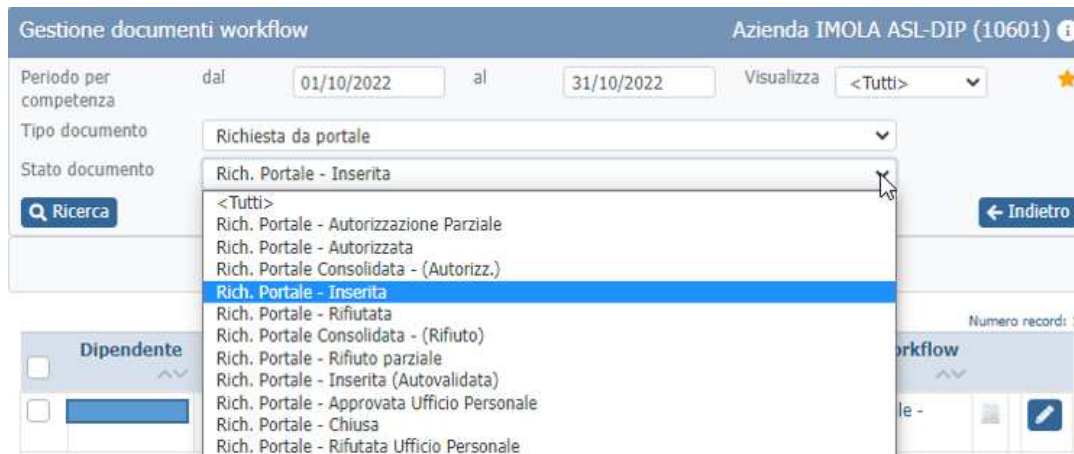 Gestione documenti workflow Azienda IMOLA ASL-DIP (10601)
Periodo per competenza dal 01/10/2022 al 31/10/2022 Visualizza <Tutti>
Tipo documento Richiesta da portale
Stato documento Rich. Portale - Inserita
Ricerca Indietro
<Tutti>
Rich. Portale - Autorizzazione Parziale
Rich. Portale - Autorizzata
Rich. Portale Consolidata - (Autorizz.)
Rich. Portale - Inserita
Rich. Portale - Rifiutata
Rich. Portale Consolidata - (Rifiuto)
Rich. Portale - Rifiuto parziale
Rich. Portale - Inserita (Autovalidata)
Rich. Portale - Approvata Ufficio Personale
Rich. Portale - Chiusa
Rich. Portale - Rifutata Ufficio Personale
Numero record:
Dipendente orkflow
le -